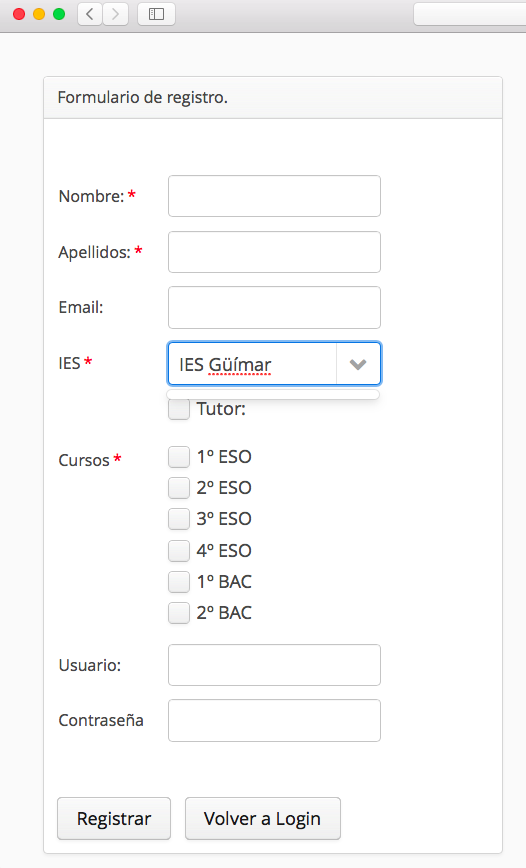 Formulario de registro.
Nombre: *
Apellidos: *
Email:
IES *
IES Güímar
Tutor:
Cursos *
1º ESO
2º ESO
3º ESO
4º ESO
1º BAC
2º BAC
Usuario:
Contraseña
Registrar
Volver a Login